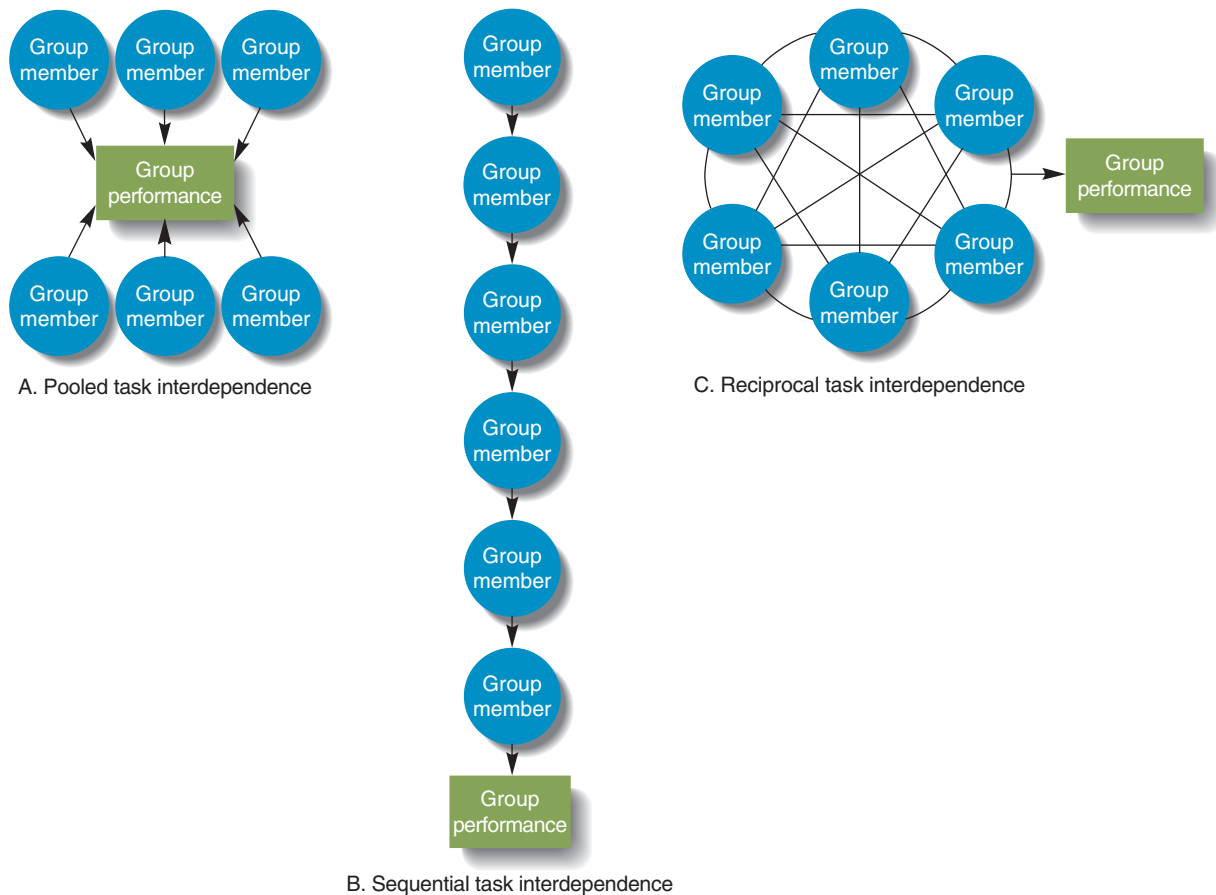 Group
member
Group
member
Group
member
Group
performance
Group
member
Group
member
Group
member
A. Pooled task interdependence
Group
member
Group
member
Group
member
Group
member
Group
member
Group
member
Group
performance
B. Sequential task interdependence
Group
member
Group
member
Group
member
Group
member
Group
member
Group
member
Group
performance
C. Reciprocal task interdependence